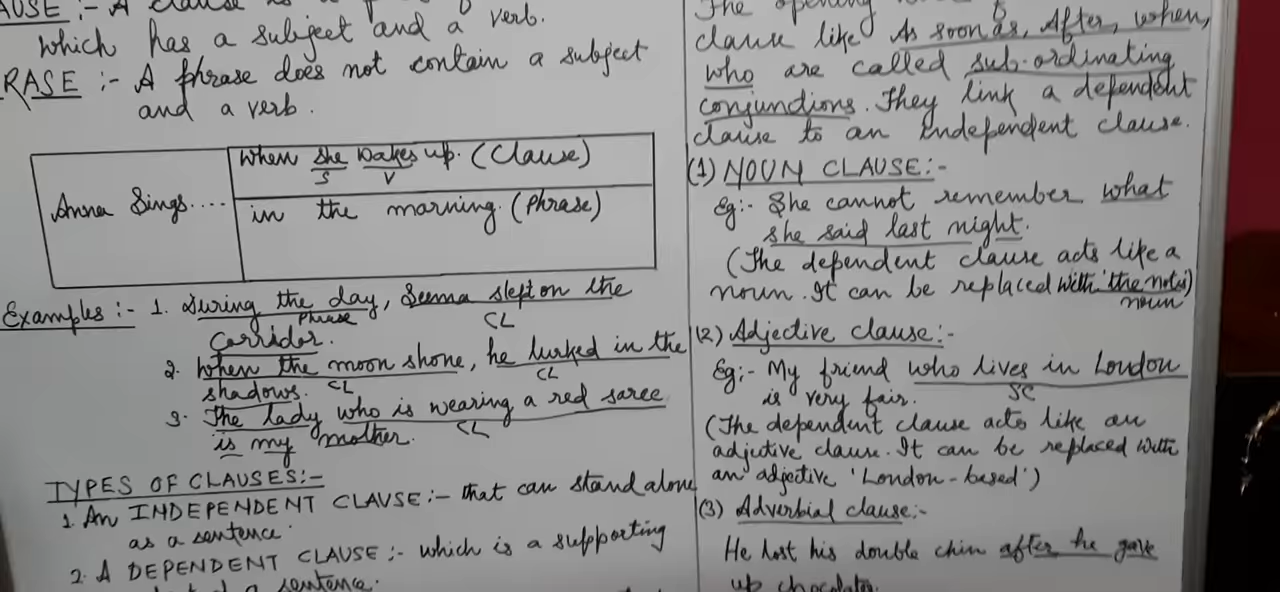 AUSE :- A clause is a
which has a subject and a verb.
RASE :- A phrase does not contain a subject
and a verb.
Anna Sings....
When she wakes up. (Clause)
S V
in the morning. (Phrase)
Examples :- 1. During the day, Seema slept on the
Phrase CL
corridor.
2. When the moon shone, he lurked in the
CL CL
shadows.
3. The lady who is wearing a red saree
CL
is my mother.
TYPES OF CLAUSES:-
1. An INDEPENDENT CLAUSE :- that can stand alone
as a sentence.
2. A DEPENDENT CLAUSE :- which is a supporting
a sentence.
The opening
clause like As soon as, After, when,
who are called sub-ordinating
conjunctions. They link a dependent
clause to an independent clause.
(1) NOUN CLAUSE:-
Eg:- She cannot remember what
she said last night.
(The dependent clause acts like a
noun. It can be replaced with 'the notes)
noun
(2) Adjective clause:-
Eg:- My friend who lives in London
SC
is very fair.
(The dependent clause acts like an
adjective clause. It can be replaced with
an adjective 'London-based')
(3) Adverbial clause:-
He lost his double chin after he gave
up chocolates.